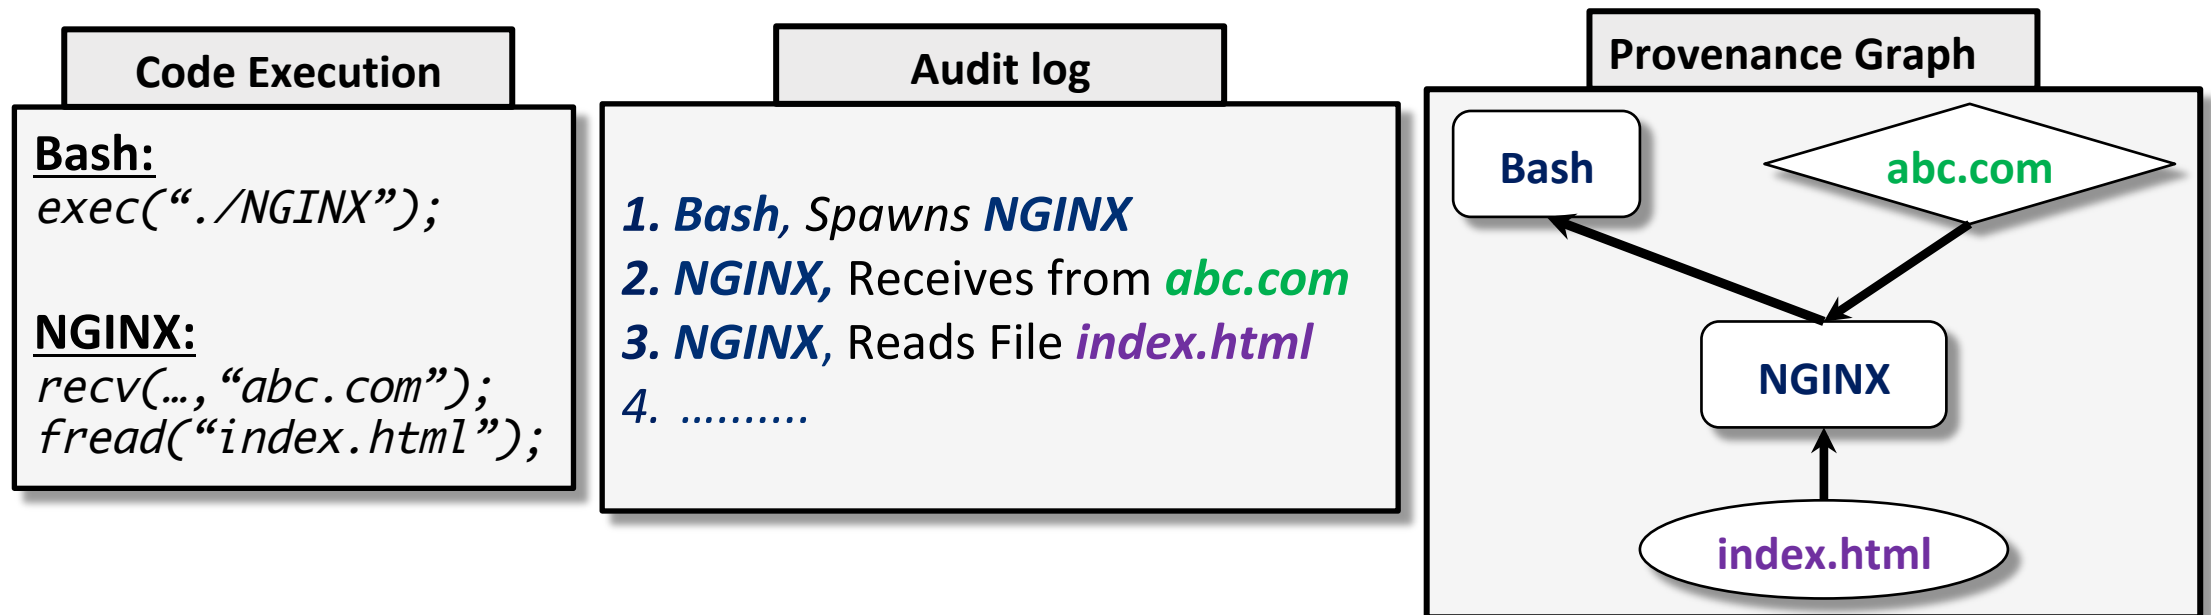 Code Execution
Bash:
exec(“./NGINX”);
NGINX:
recv(…,“abc.com”);
fread(“index.html”);
Audit log
1. Bash, Spawns NGINX
2. NGINX, Receives from abc.com
3. NGINX, Reads File index.html
4. ….......
Provenance Graph
Bash
abc.com
NGINX
index.html